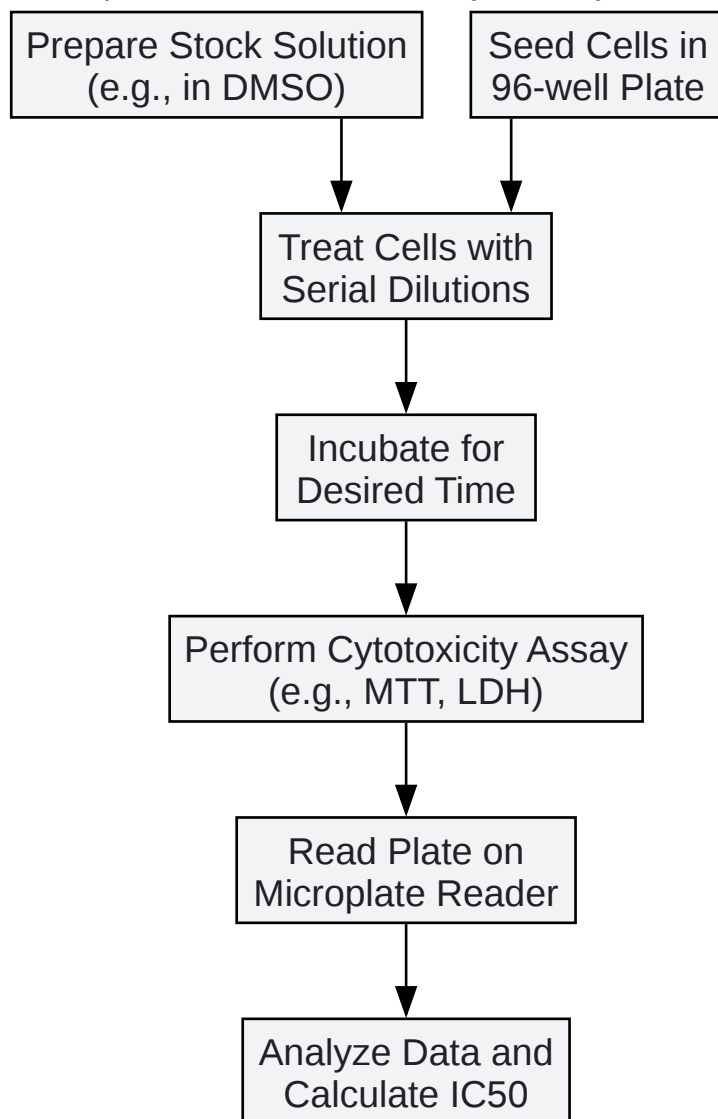 Prepare Stock Solution
(e.g., in DMSO)
Seed Cells in
96-well Plate
Treat Cells with
Serial Dilutions
Incubate for
Desired Time
Perform Cytotoxicity Assay
(e.g., MTT, LDH)
Read Plate on
Microplate Reader
Analyze Data and
Calculate IC50